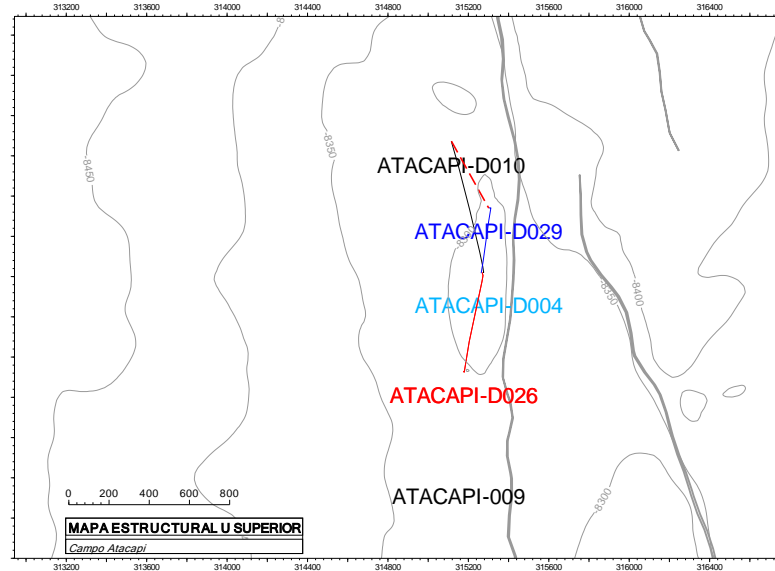 313200 313600 314000 314400 314800 315200 315600 316000 316400
-8450
-8350
ATACAPI-D010
ATACAPI-D029
ATACAPI-D004
-8350
-8400
ATACAPI-D026
ATACAPI-009
-8300
0 200 400 600 800
MAPA ESTRUCTURAL U SUPERIOR
Campo Atacapi
313200 313600 314000 314400 314800 315200 315600 316000 316400